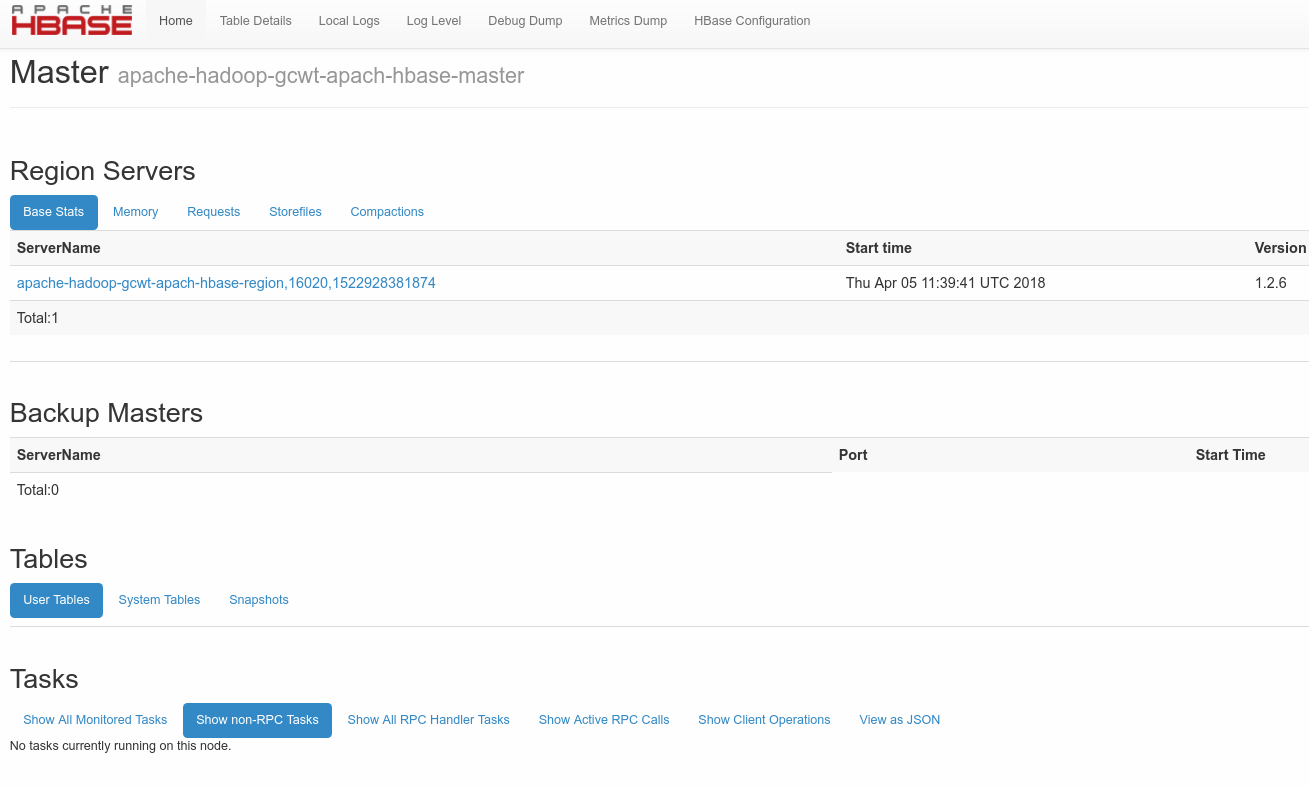 APACHE
HBASE
Home Table Details Local Logs Log Level Debug Dump Metrics Dump HBase Configuration
Master apache-hadoop-gcwt-apach-hbase-master
Region Servers
Base Stats Memory Requests Storefiles Compactions
ServerName Start time Version
apache-hadoop-gcwt-apach-hbase-region,16020,1522928381874 Thu Apr 05 11:39:41 UTC 2018 1.2.6
Total:1
Backup Masters
ServerName Port Start Time
Total:0
Tables
User Tables System Tables Snapshots
Tasks
Show All Monitored Tasks Show non-RPC Tasks Show All RPC Handler Tasks Show Active RPC Calls Show Client Operations View as JSON
No tasks currently running on this node.